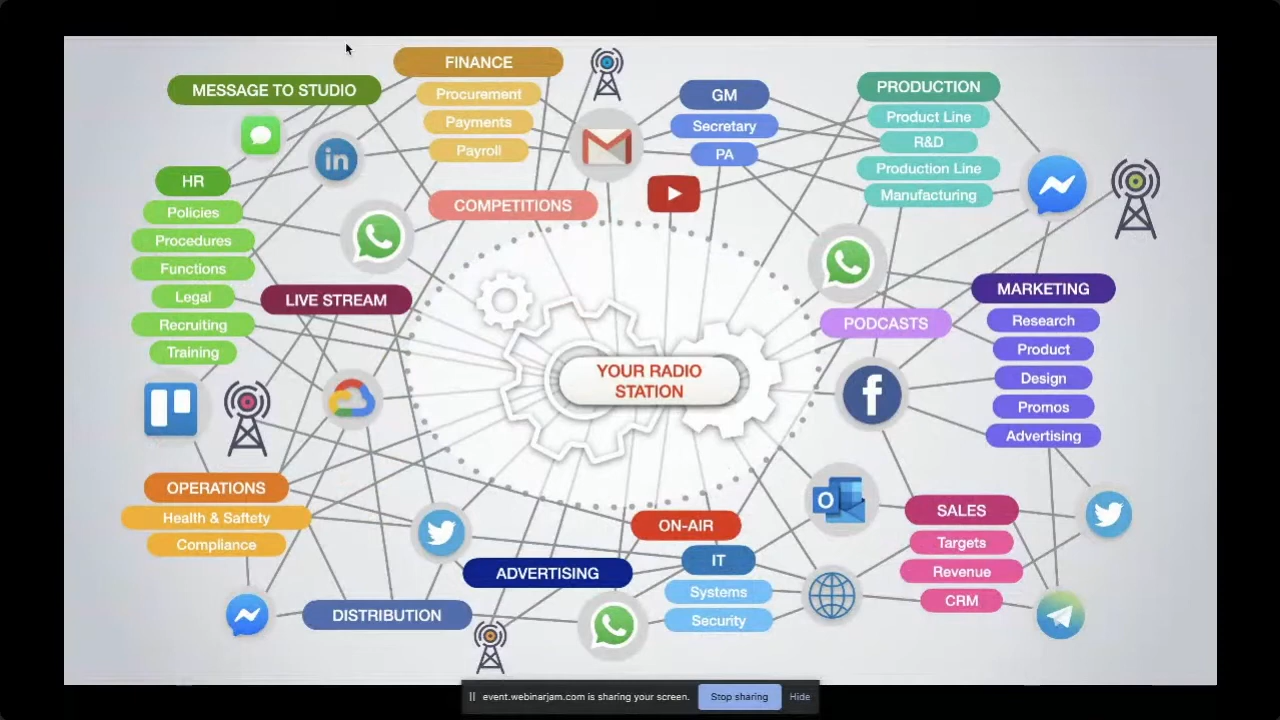 MESSAGE TO STUDIO
FINANCE
Procurement
Payments
Payroll
GM
Secretary
PA
PRODUCTION
Product Line
R&D
Production Line
Manufacturing
in
HR
Policies
Procedures
Functions
Legal
Recruiting
Training
COMPETITIONS
LIVE STREAM
MARKETING
Research
Product
Design
Promos
Advertising
PODCASTS
f
YOUR RADIO
STATION
OPERATIONS
Health & Saftety
Compliance
O
SALES
Targets
Revenue
CRM
ON-AIR
IT
Systems
Security
ADVERTISING
DISTRIBUTION
event.webinarjam.com is sharing your screen.
Stop sharing
Hide